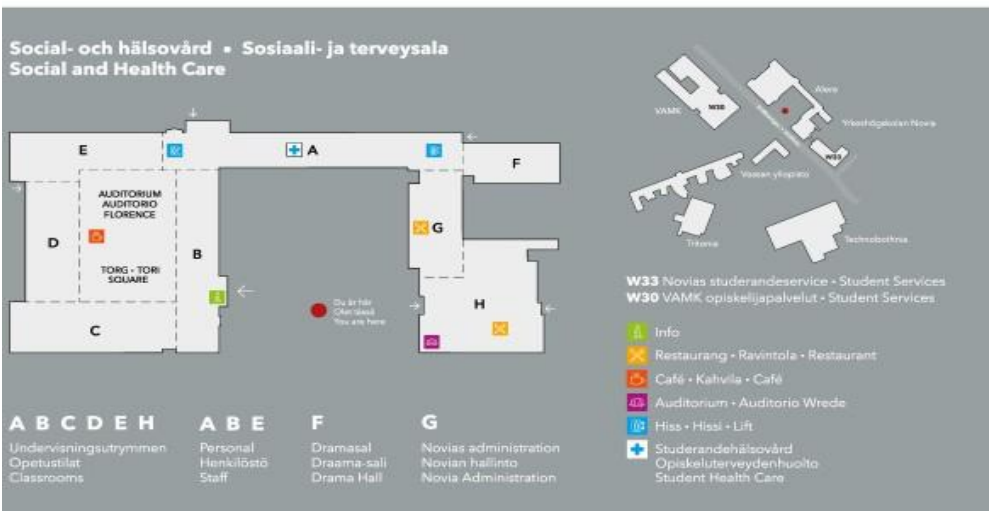 Social- och hälsovård • Sosiaali- ja terveysala
Social and Health Care
E
A
F
AUDITORIUM
AUDITORIO
FLORENCE
D
B
G
TORG - TORI
SQUARE
C
H
Du är här
Olet tässä
You are here
VAMK
W30
Alere
Yrkeshögskolan Novia
W33
Vaasan yliopisto
Tritonia
Technobothnia
W33 Novias studerandeservice - Student Services
W30 VAMK opiskelijapalvelut - Student Services
Info
Restaurang • Ravintola • Restaurant
Café • Kahvila • Café
Auditorium • Auditorio Wrede
Hiss • Hissi • Lift
Studerandehälsovård
Opiskeluterveydenhuolto
Student Health Care
A B C D E H
Undervisningsutrymmen
Opetustilat
Classrooms
A B E
Personal
Henkilöstö
Staff
F
Dramasal
Draama-sali
Drama Hall
G
Novias administration
Novian hallinto
Novia Administration